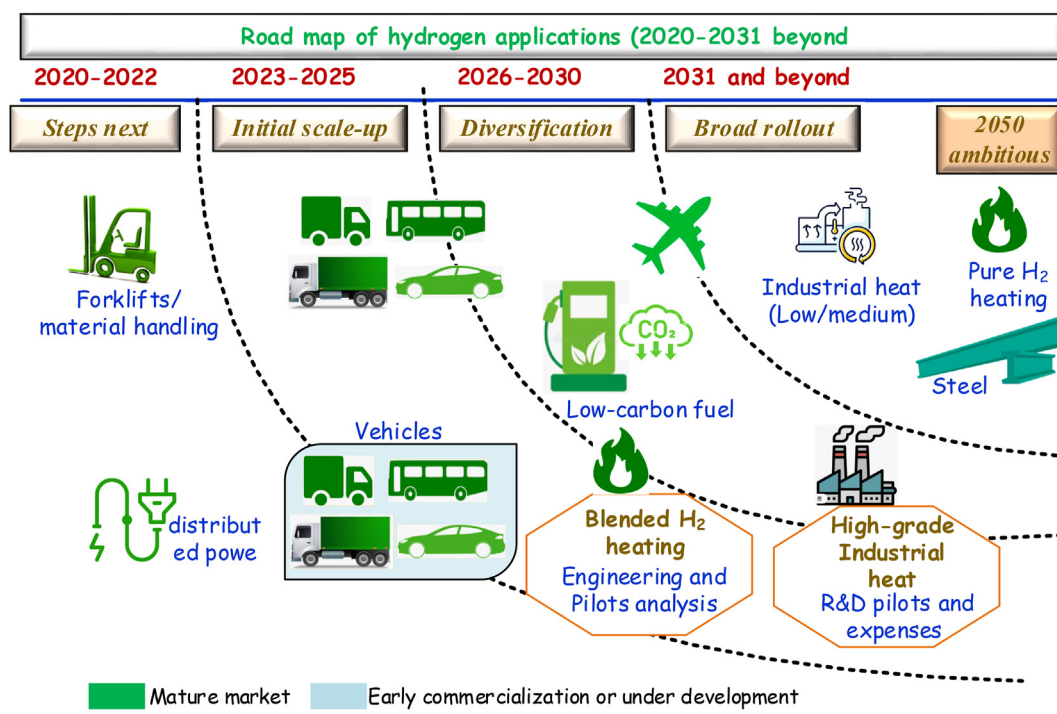 Road map of hydrogen applications (2020-2031 beyond
2020-2022
2023-2025
2026-2030
2031 and beyond
Steps next
Initial scale-up
Diversification
Broad rollout
2050
ambitious
Forklifts/
material handling
CO₂
Low-carbon fuel
Industrial heat
(Low/medium)
Pure H₂
heating
Steel
Vehicles
distribut
ed powe
Blended H₂
heating
Engineering and
Pilots analysis
High-grade
Industrial
heat
R&D pilots and
expenses
Mature market
Early commercialization or under development